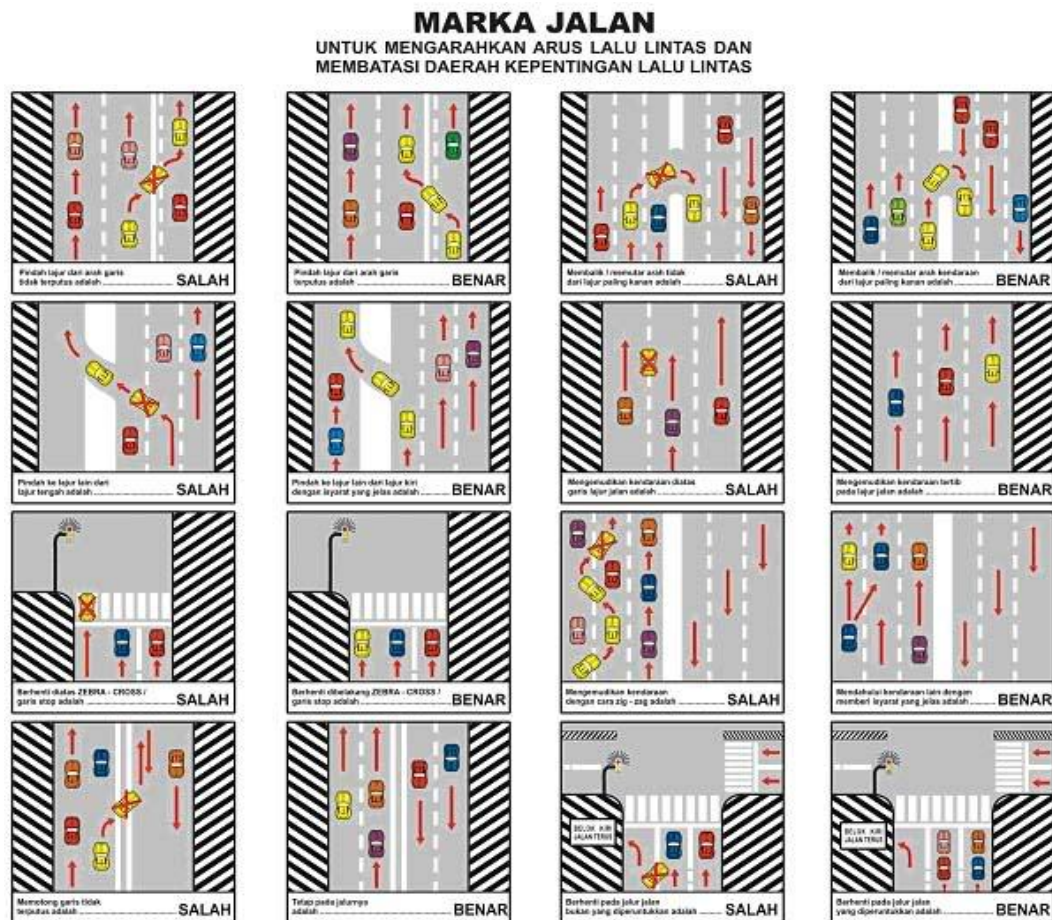 MARKA JALAN
UNTUK MENGARAHKAN ARUS LALU LINTAS DAN
MEMBATASI DAERAH KEPENTINGAN LALU LINTAS
Pindah lajur dari arah garis
tidak terputus adalah SALAH
Pindah lajur dari arah garis
terputus adalah BENAR
Membalik / memutar arah tidak
dari lajur paling kanan adalah SALAH
Membalik / memutar arah kendaraan
dari lajur paling kanan adalah BENAR
Pindah ke lajur lain dari
lajur tengah adalah SALAH
Pindah ke lajur lain dari lajur kiri
dengan isyarat yang jelas adalah BENAR
Mengemudikan kendaraan diatas
garis lajur jalan adalah SALAH
Mengemudikan kendaraan tertib
pada lajur jalan adalah BENAR
Berhenti diatas ZEBRA - CROSS /
garis stop adalah SALAH
Berhenti dibelakang ZEBRA - CROSS /
garis stop adalah BENAR
Mengemudikan kendaraan
dengan cara zig - zag adalah SALAH
Mendahului kendaraan lain dengan
memberi isyarat yang jelas adalah BENAR
Memotong garis tidak
terputus adalah SALAH
Tetap pada jalurnya
adalah BENAR
BELOK KIRI
JALAN TERUS
Berhenti pada jalur jalan
bukan yang diperuntukkan adalah SALAH
BELOK KIRI
JALAN TERUS
Berhenti pada jalur jalan
yang diperuntukkan adalah BENAR